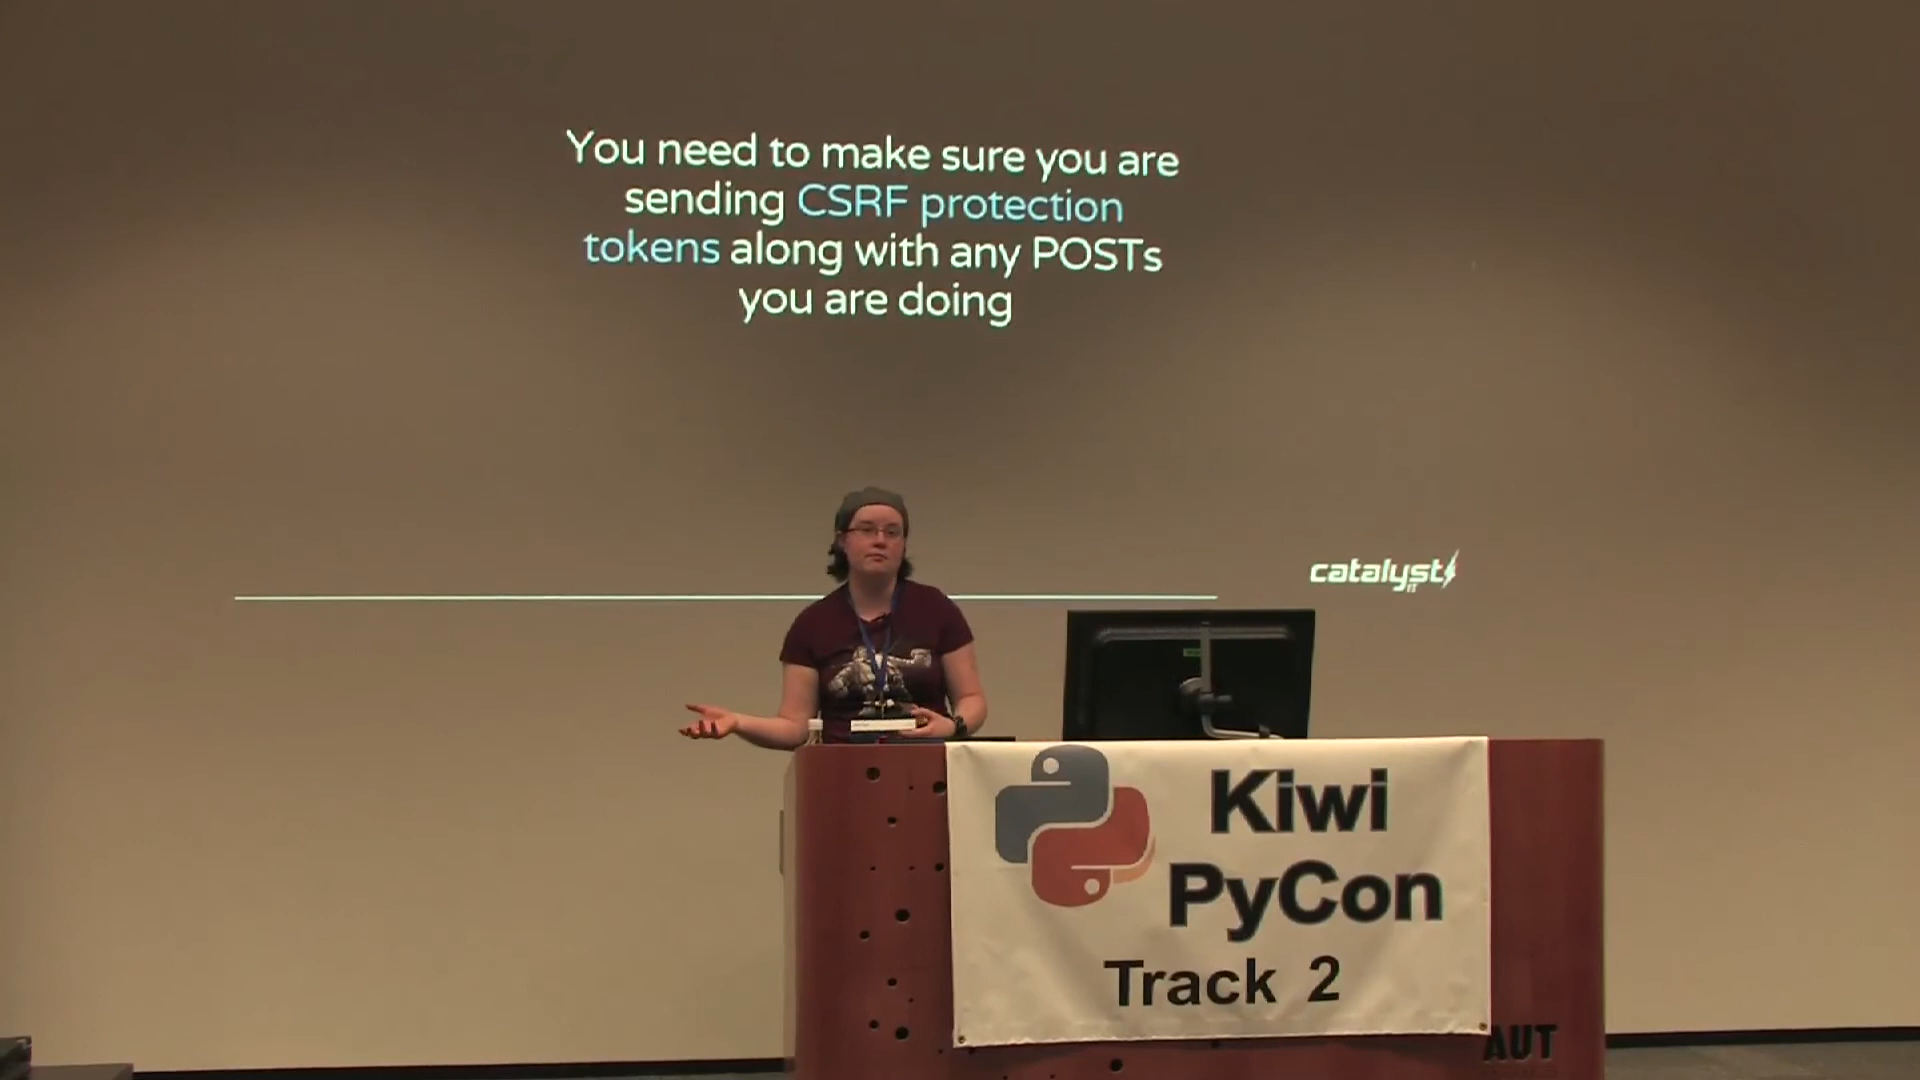 You need to make sure you are
sending CSRF protection
tokens along with any POSTs
you are doing
catalyst
IT
Kiwi
PyCon
Track 2
AUT